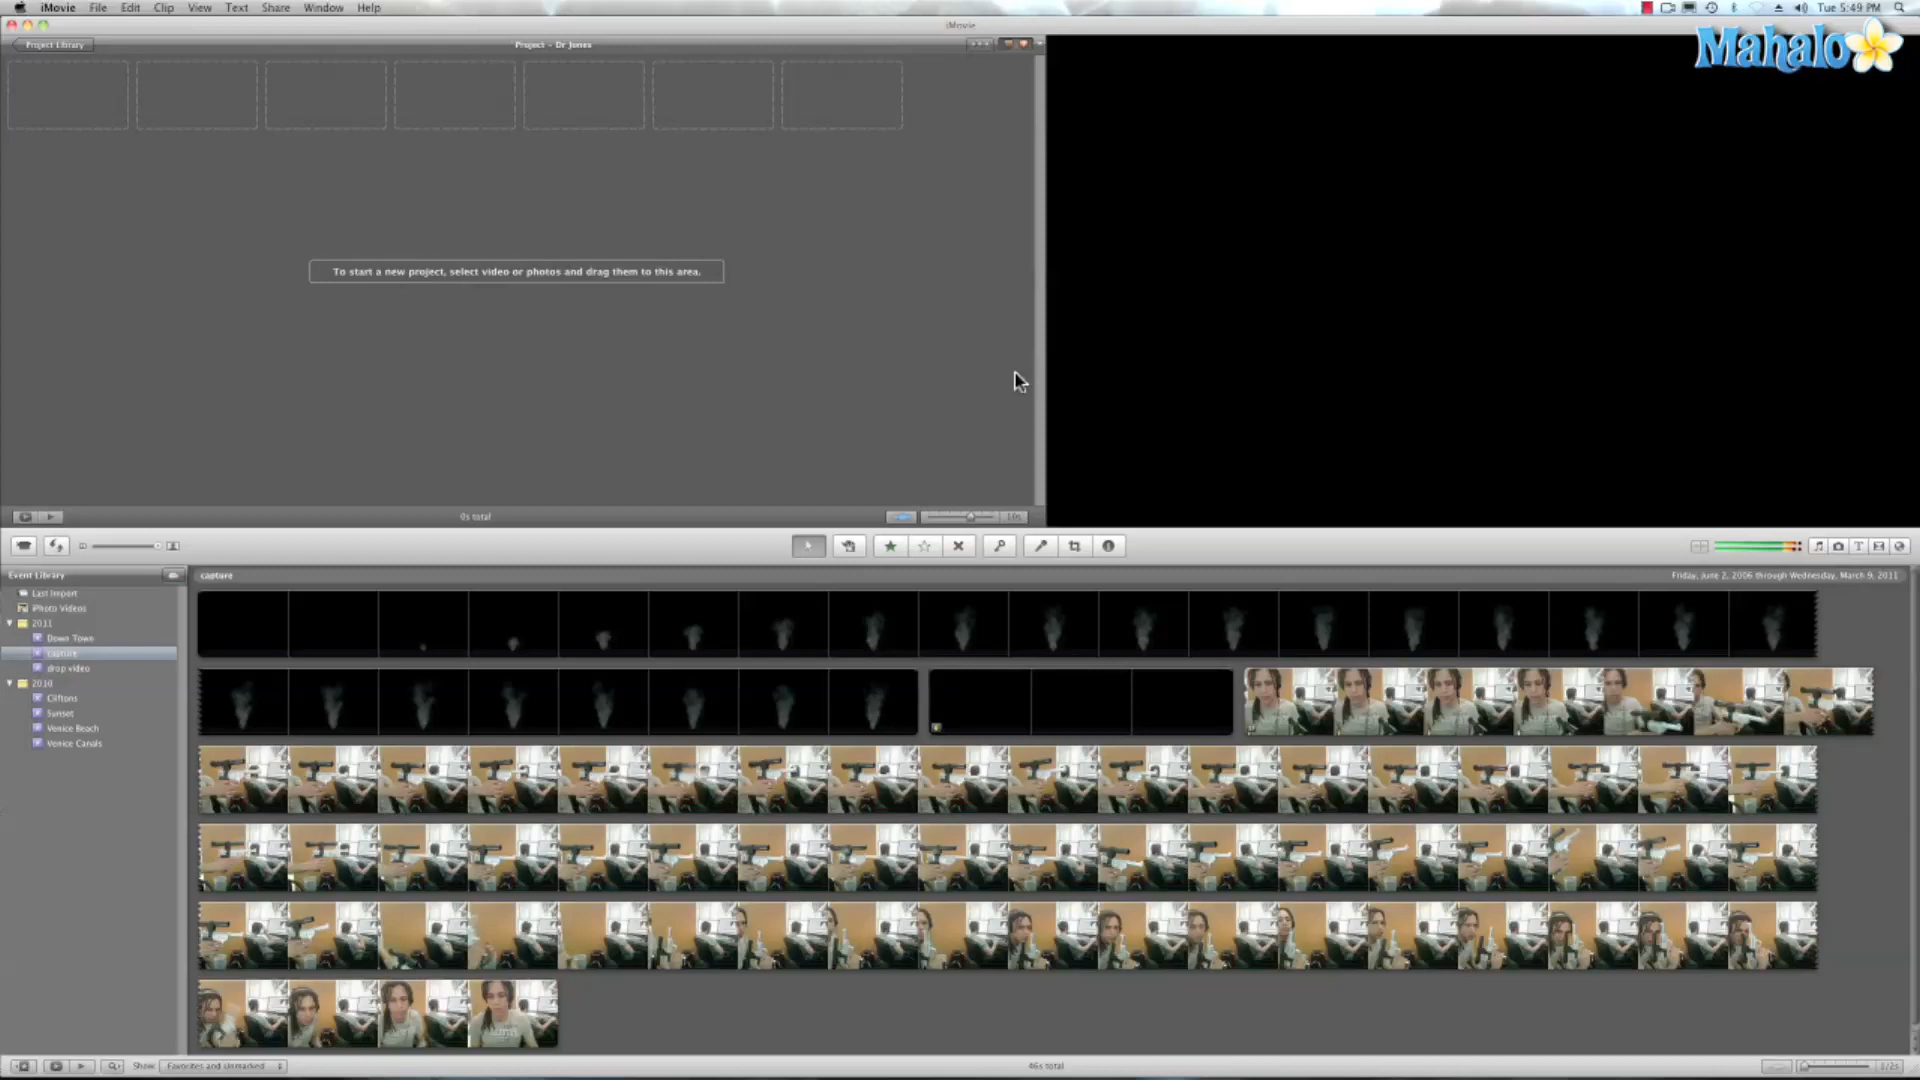 iMovie File Edit Clip View Text Share Window Help
Tue 5:49 PM
iMovie
Mahalo
Project Library
Project - Dr Jones
To start a new project, select video or photos and drag them to this area.
0s total
10s
Event Library
capture
Friday, June 2, 2006 through Wednesday, March 9, 2011
Last Import
iPhoto Videos
2011
Down Town
capture
drop video
2010
Cliftons
Sunset
Venice Beach
Venice Canals
Show:
Favorites and Unmarked
46s total
1/2s